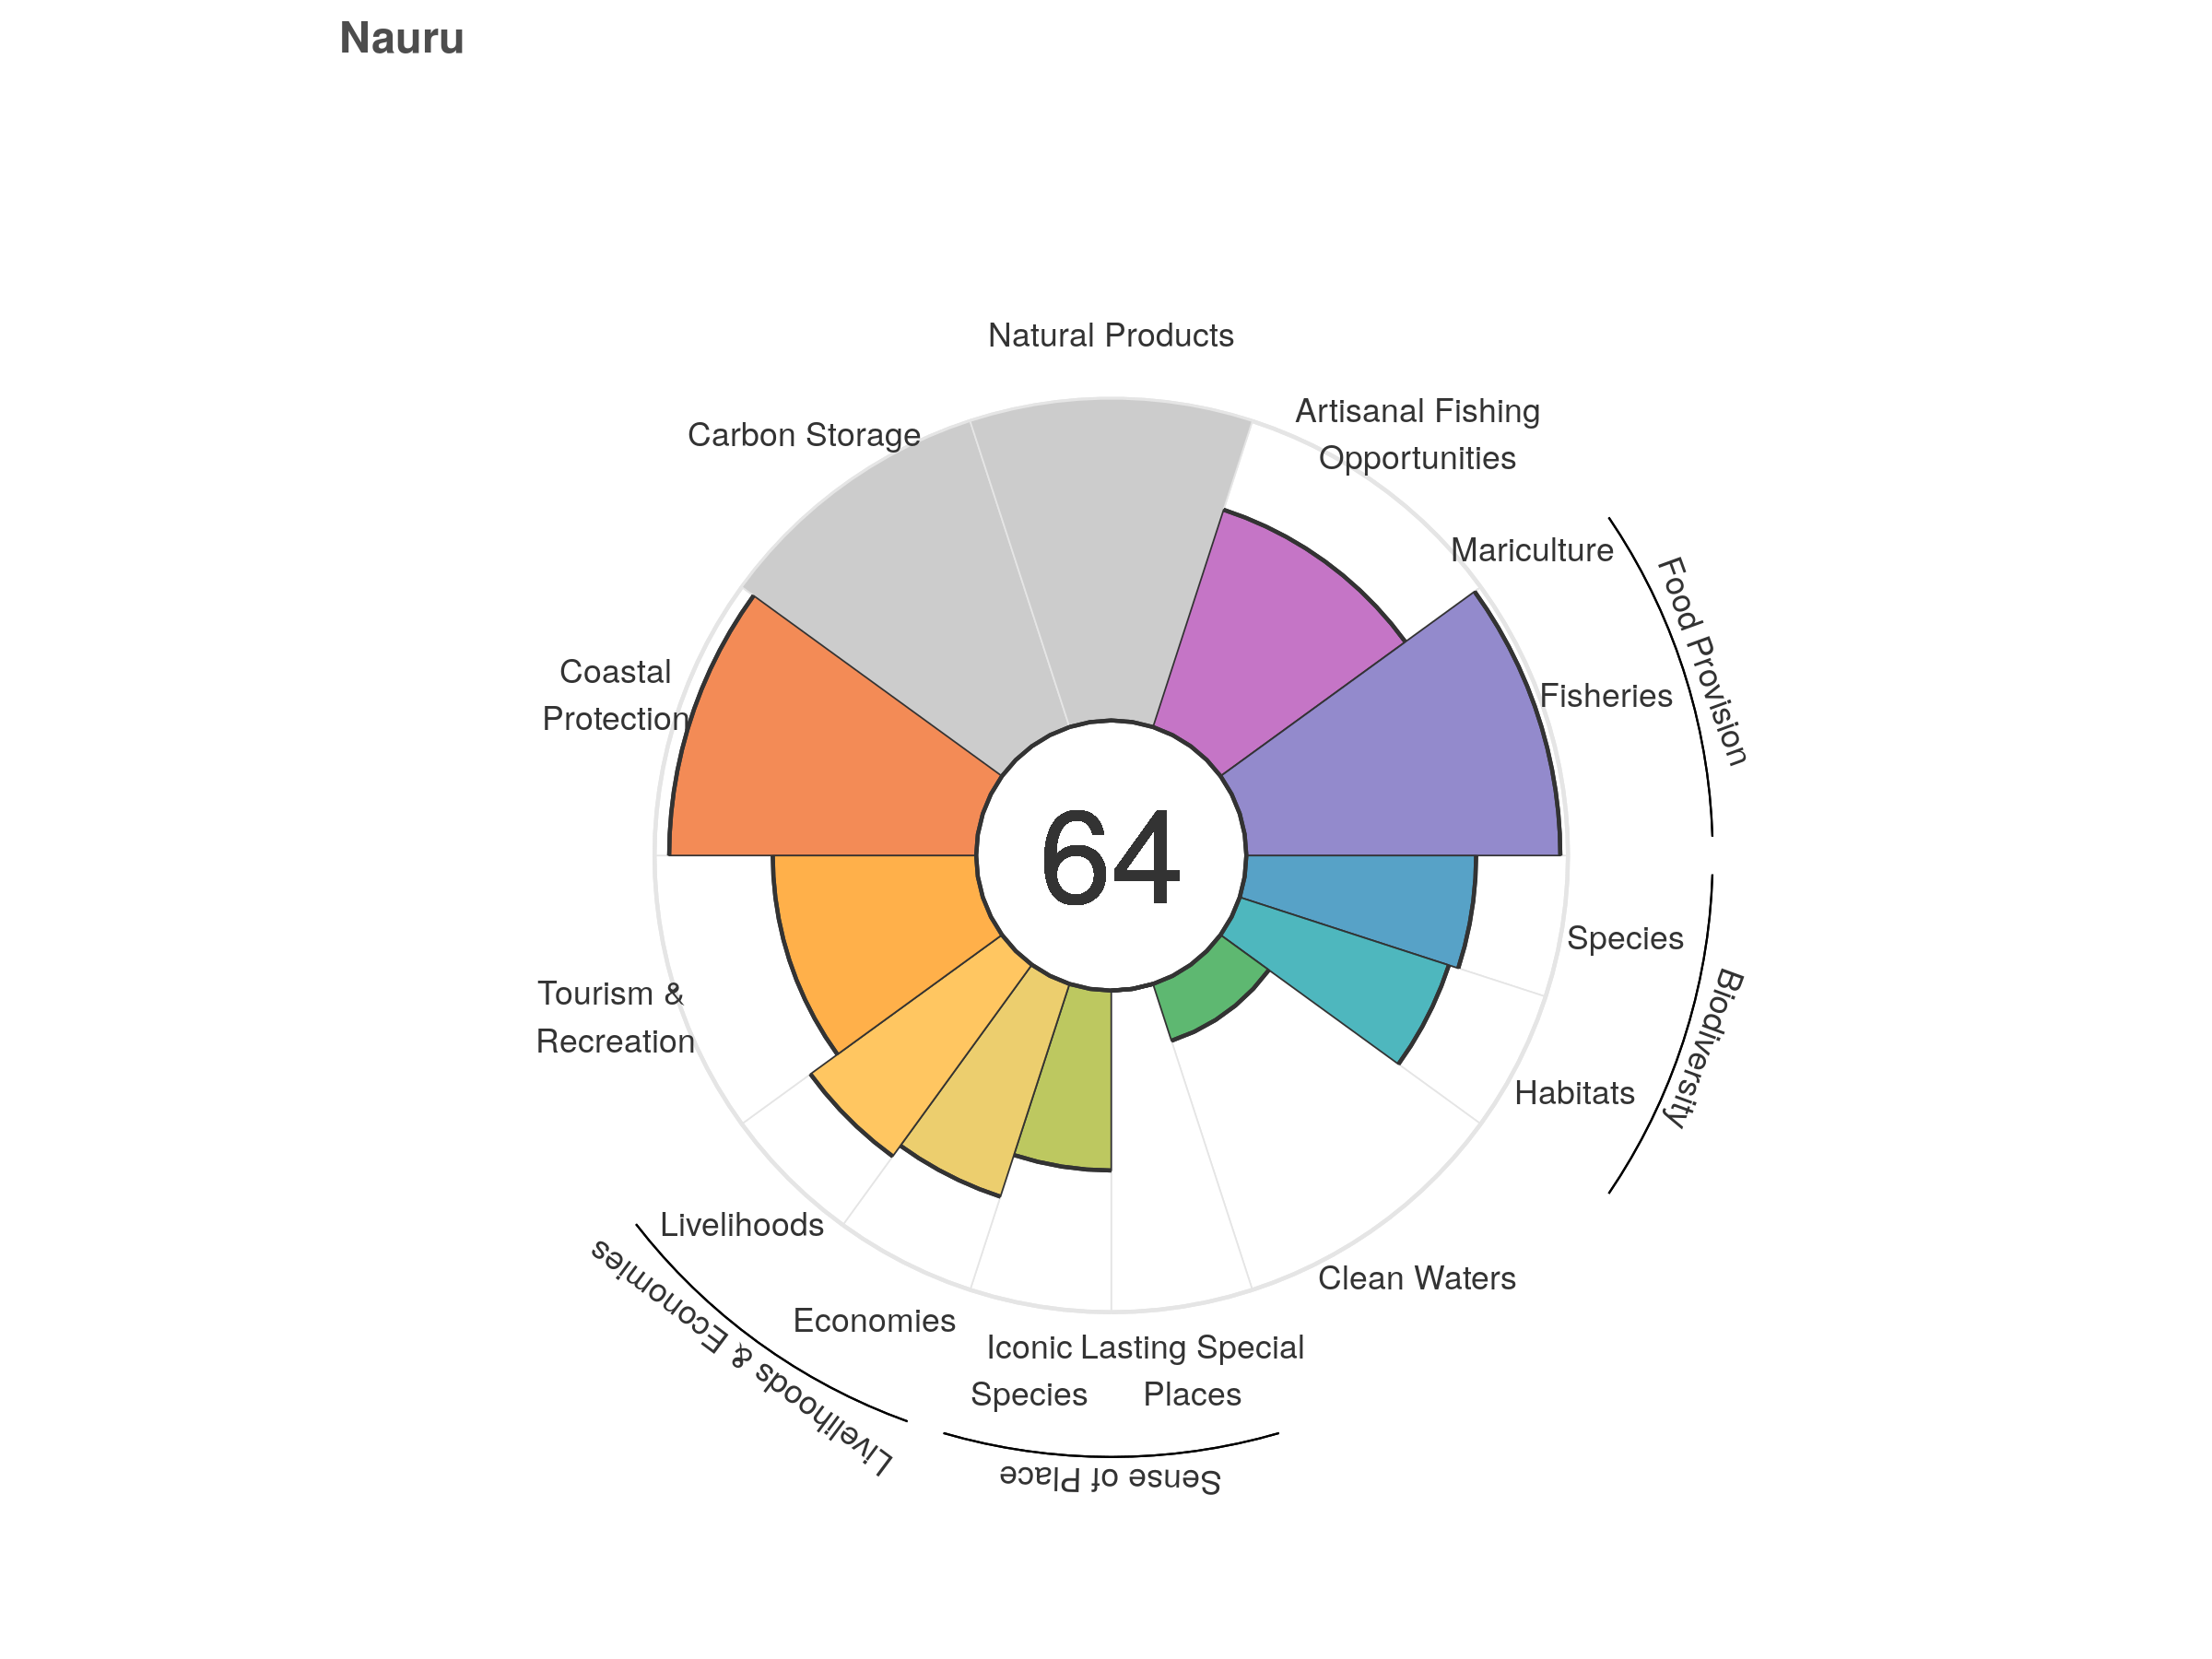 Nauru
Natural Products
Carbon Storage
Artisanal Fishing
Opportunities
Mariculture
Food Provision
Fisheries
Coastal
Protection
64
Species
Biodiversity
Habitats
Tourism &
Recreation
Livelihoods
Livelihoods & Economies
Economies
Clean Waters
Iconic
Species
Lasting Special
Places
Sense of Place